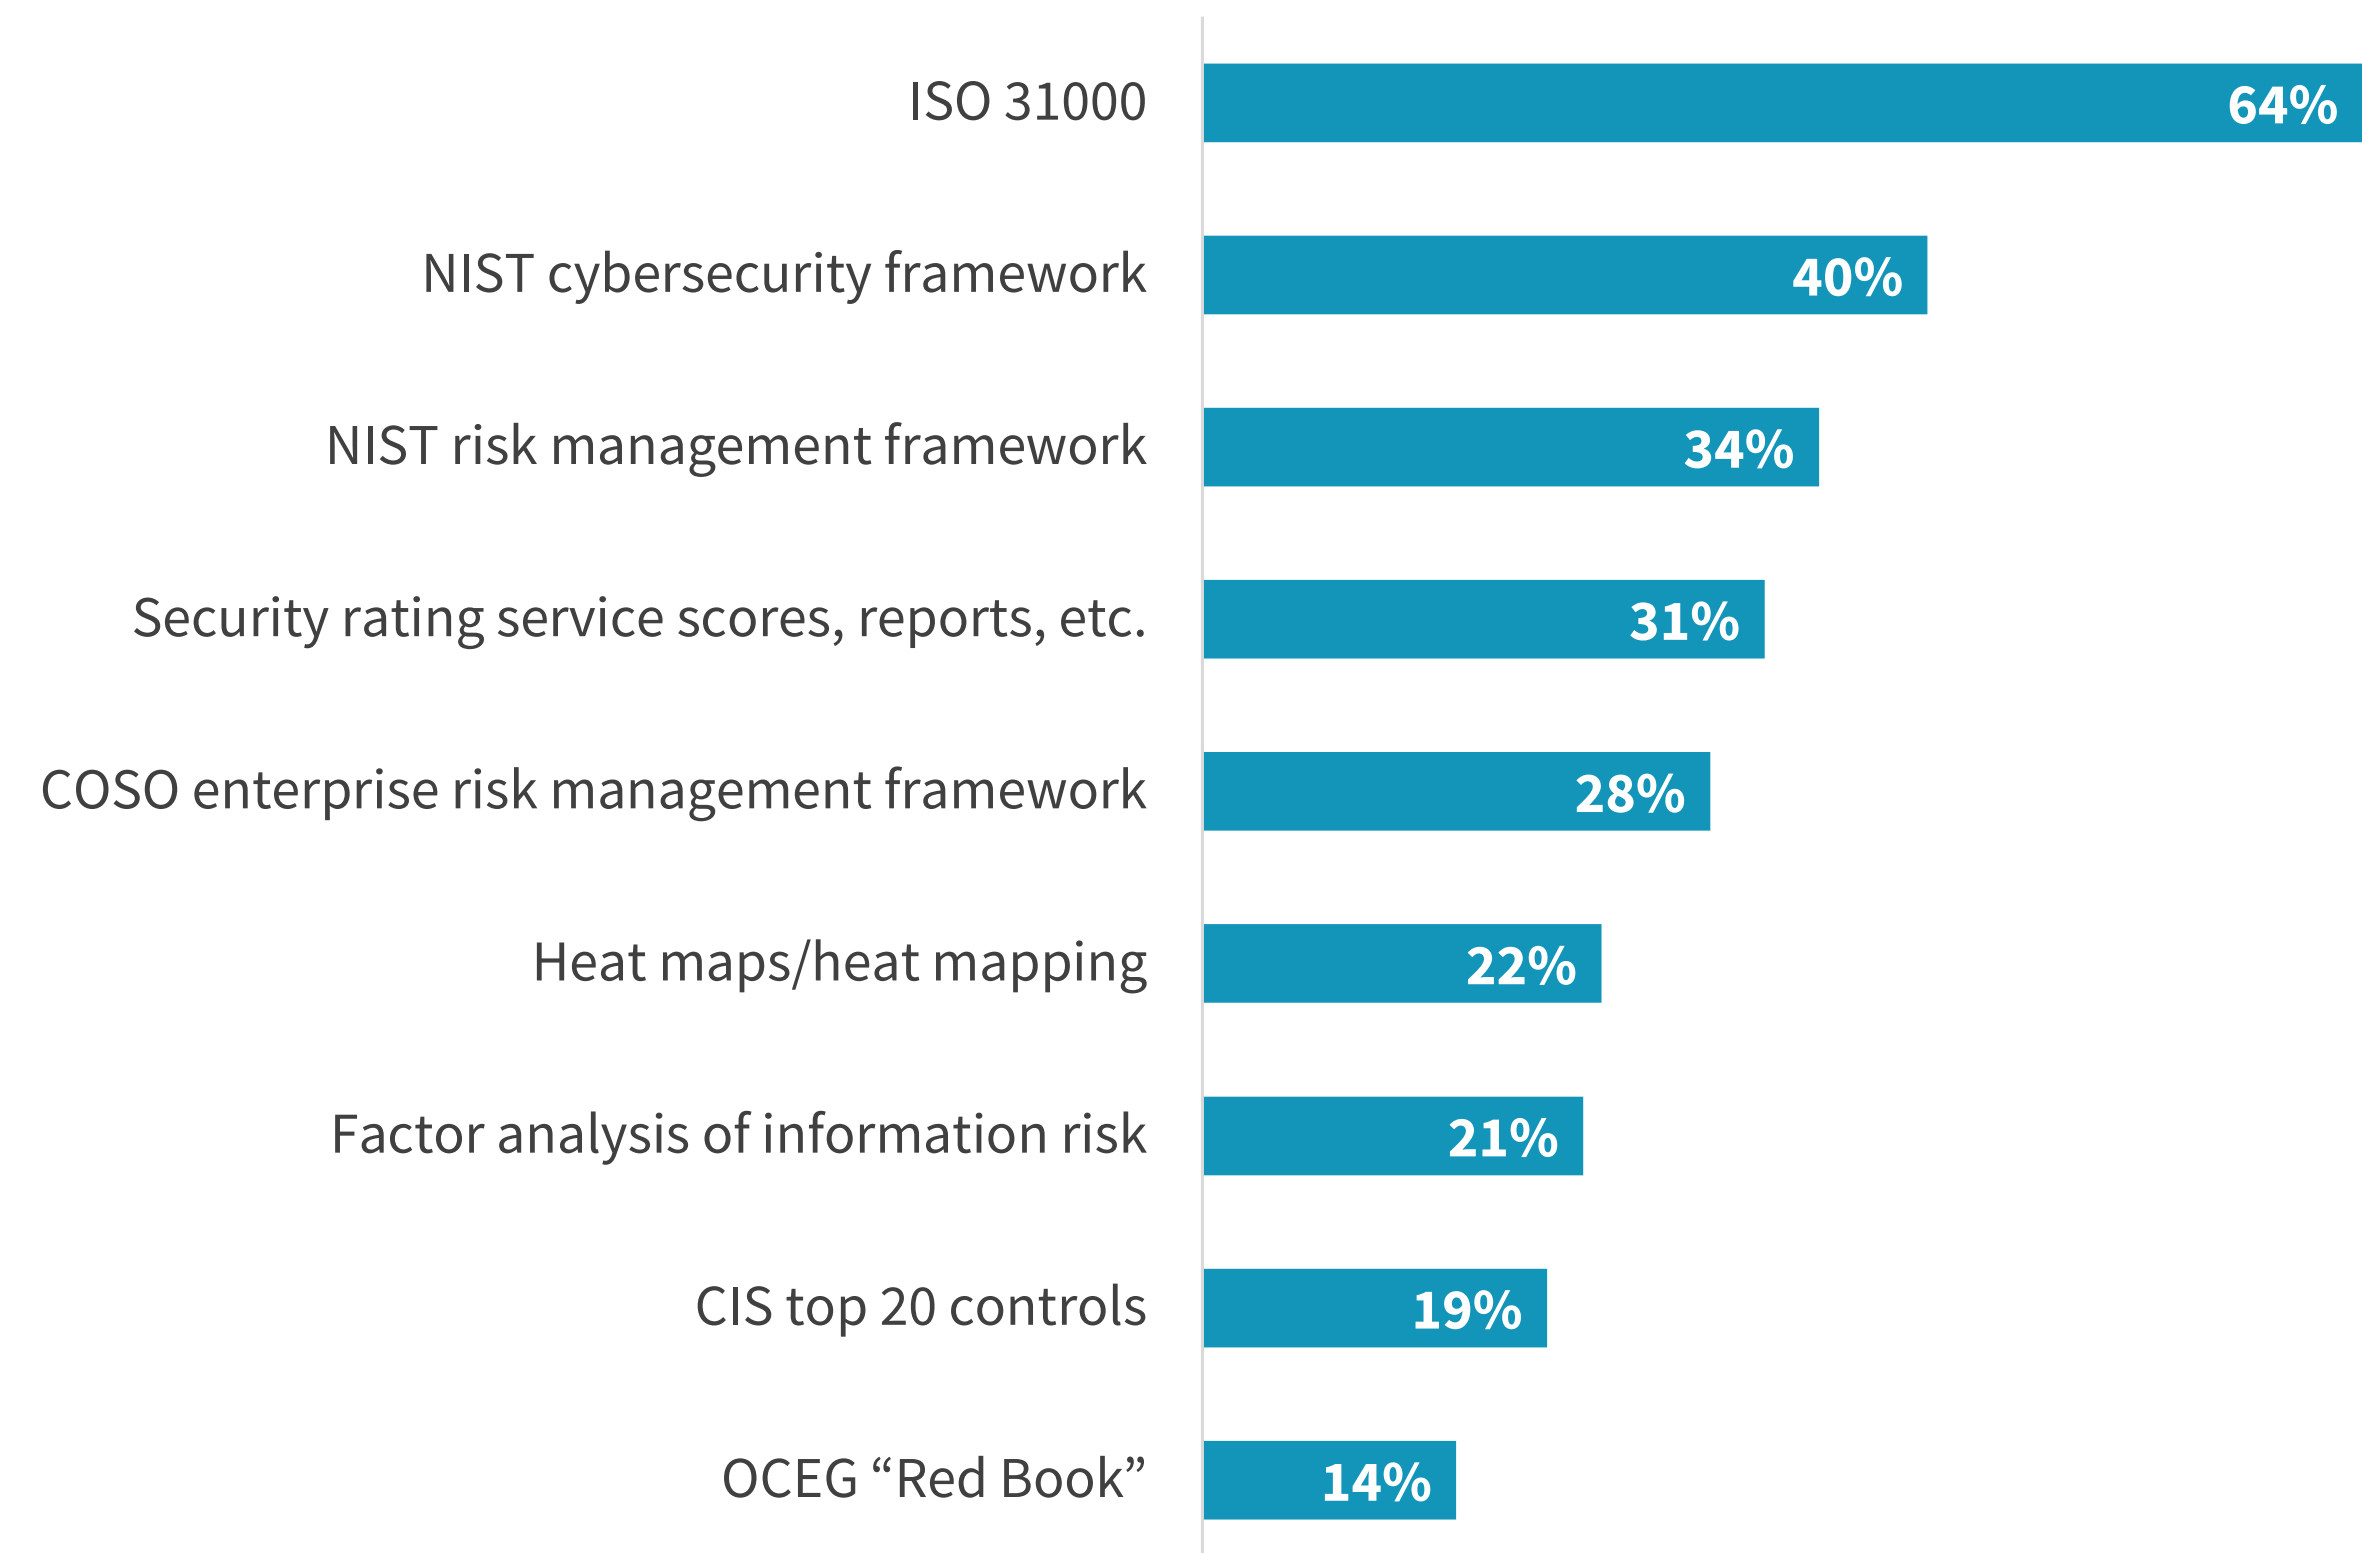 ISO 31000 64%
NIST cybersecurity framework 40%
NIST risk management framework 34%
Security rating service scores, reports, etc. 31%
COSO enterprise risk management framework 28%
Heat maps/heat mapping 22%
Factor analysis of information risk 21%
CIS top 20 controls 19%
OCEG “Red Book” 14%